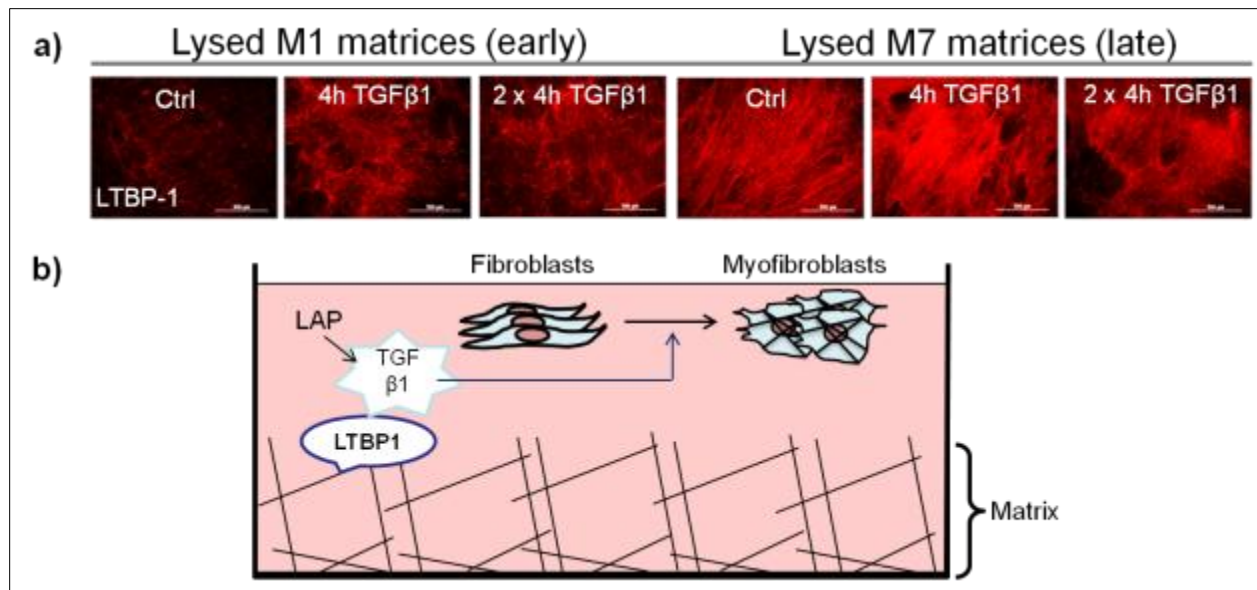 a)
Lysed M1 matrices (early)
Lysed M7 matrices (late)
Ctrl
4h TGFβ1
2 x 4h TGFβ1
Ctrl
4h TGFβ1
2 x 4h TGFβ1
LTBP-1
b)
Fibroblasts
Myofibroblasts
LAP
TGF
β1
LTBP1
Matrix